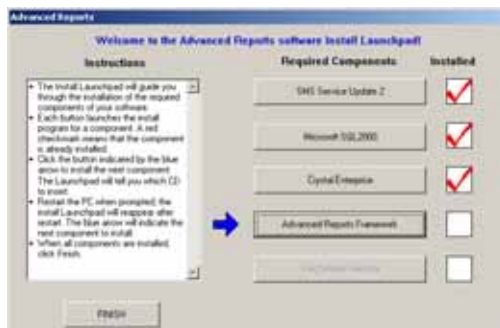 Advanced Reports
Welcome to the Advanced Reports software Install Launchpad!
Instructions
Required Components
Installed
• The Install Launchpad will guide you
through the installation of the required
components of your software.
• Each button launches the install
program for a component. A red
checkmark means that the component
is already installed.
• Click the button indicated by the blue
arrow to install the next component.
The Launchpad will tell you which CD
to insert.
• Restart the PC when prompted, the
install Launchpad will reappear after
restart. The blue arrow will indicate the
next component to install.
• When all components are installed,
click Finish.
SMS Service Update 2
Microsoft SQL2000
Crystal Enterprise
Advanced Reports Framework
FINISH